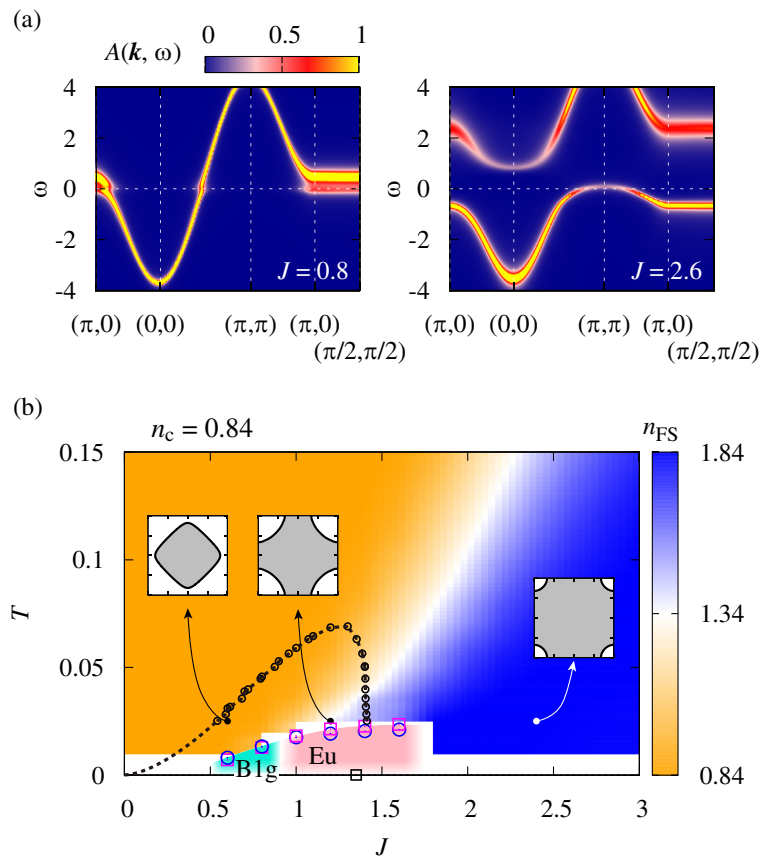 (a)
A(k, ω) 0 0.5 1
4 4
2 2
ω 0 ω 0
-2 -2
-4 J = 0.8 -4 J = 2.6
(π,0) (0,0) (π,π) (π,0) (π,0) (0,0) (π,π) (π,0)
(π/2,π/2) (π/2,π/2)
(b)
n_c = 0.84 n_FS
0.15 1.84
0.1
T 1.34
0.05
Eu
B1g
0 0.84
0 0.5 1 1.5 2 2.5 3
J